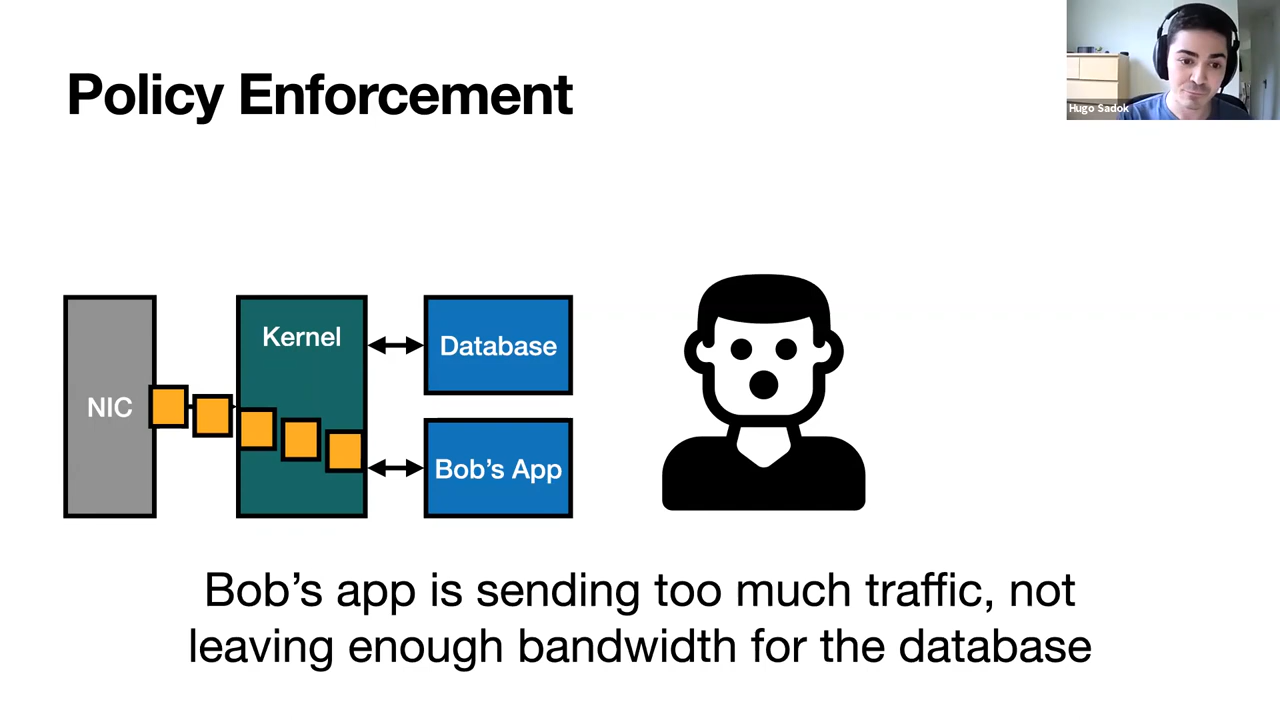 Policy Enforcement
Hugo Sadok
NIC
Kernel
Database
Bob’s App
Bob’s app is sending too much traffic, not
leaving enough bandwidth for the database